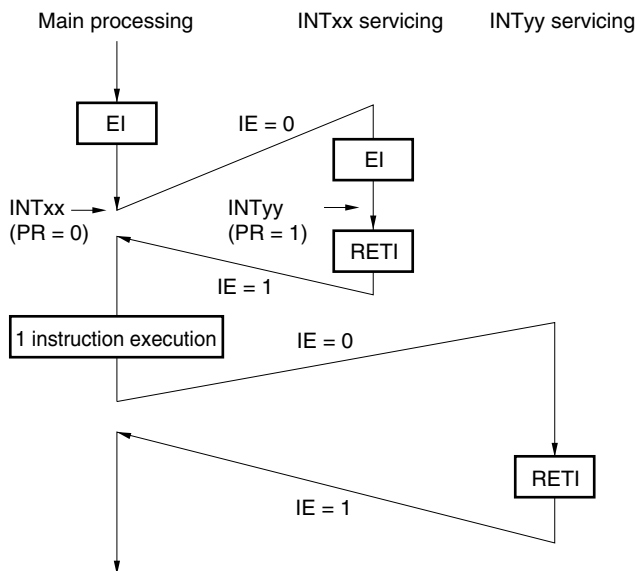 Main processing
INTxx servicing
INTyy servicing
EI
IE = 0
EI
INTxx
(PR = 0)
INTyy
(PR = 1)
RETI
IE = 1
1 instruction execution
IE = 0
RETI
IE = 1